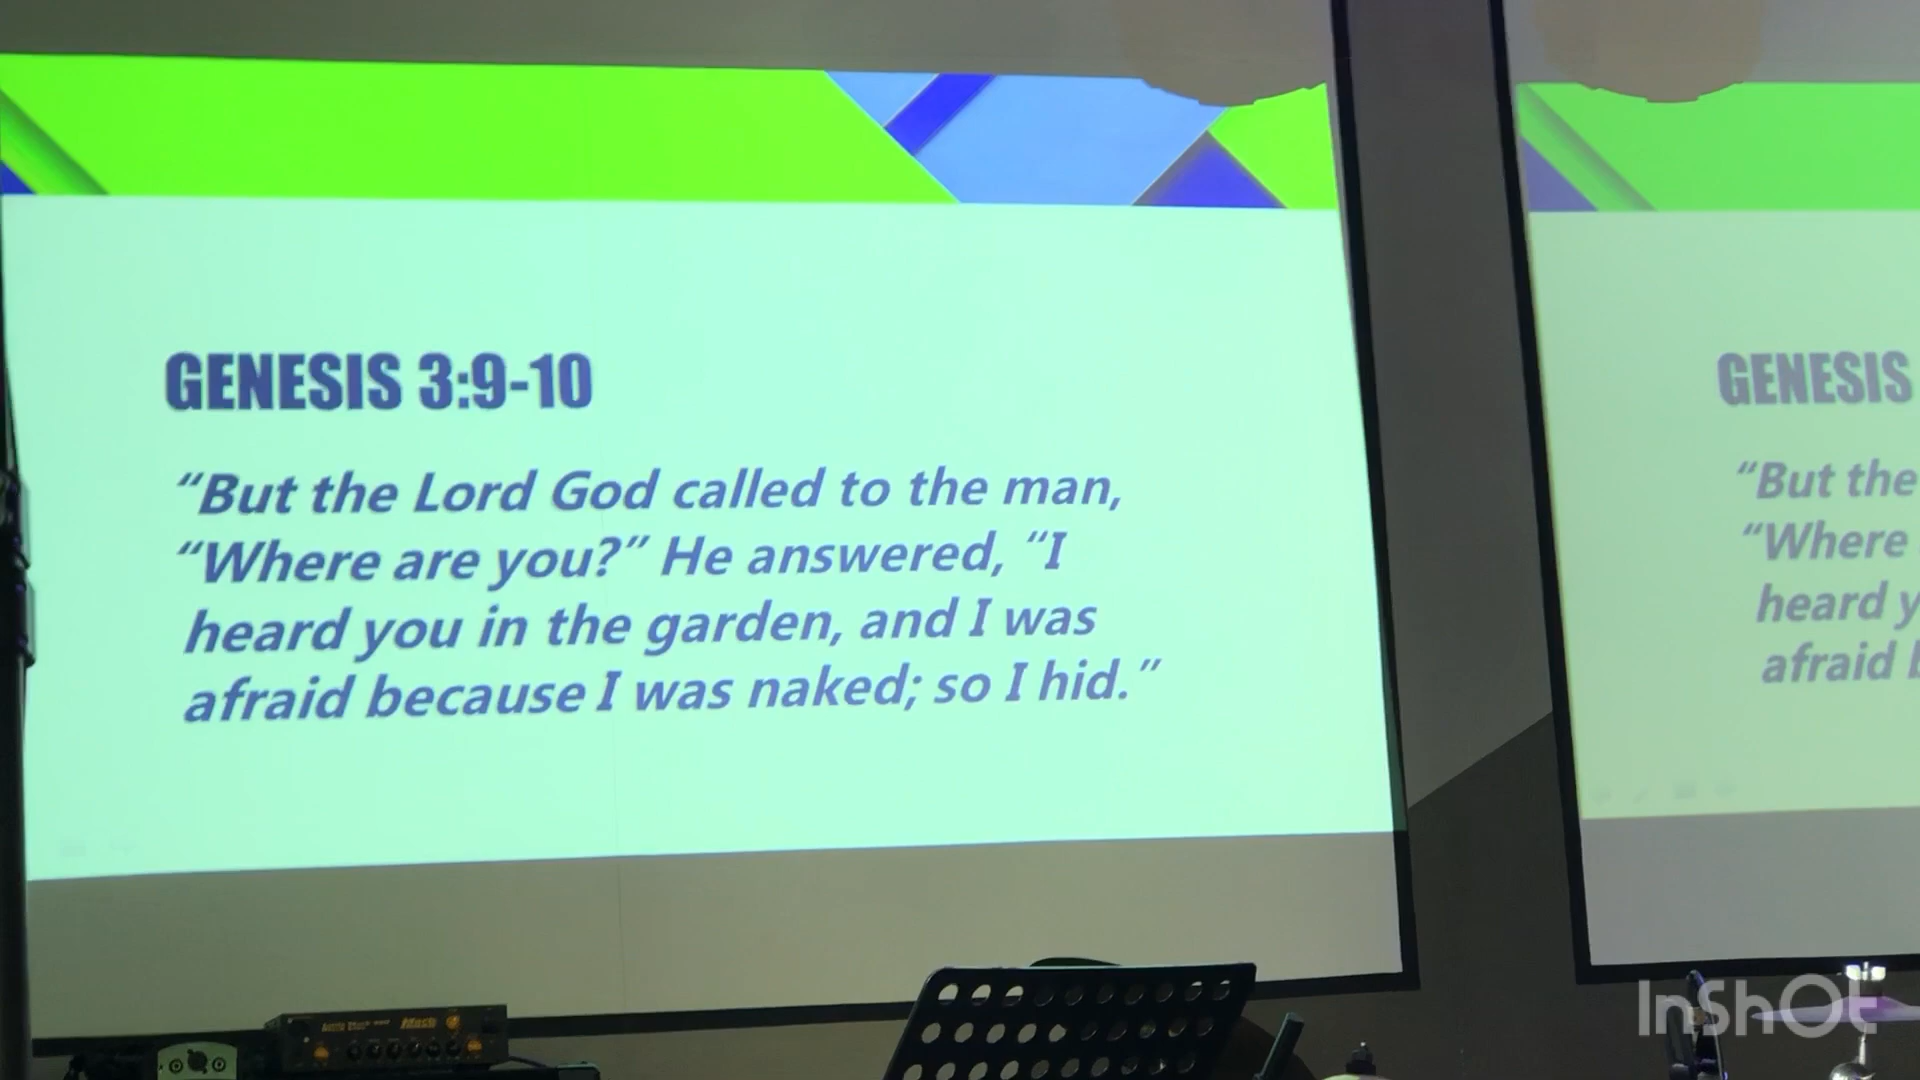 GENESIS 3:9-10
“But the Lord God called to the man,
“Where are you?” He answered, “I
heard you in the garden, and I was
afraid because I was naked; so I hid.”
GENESIS
“But the
“Where
heard y
afraid b
InShOt